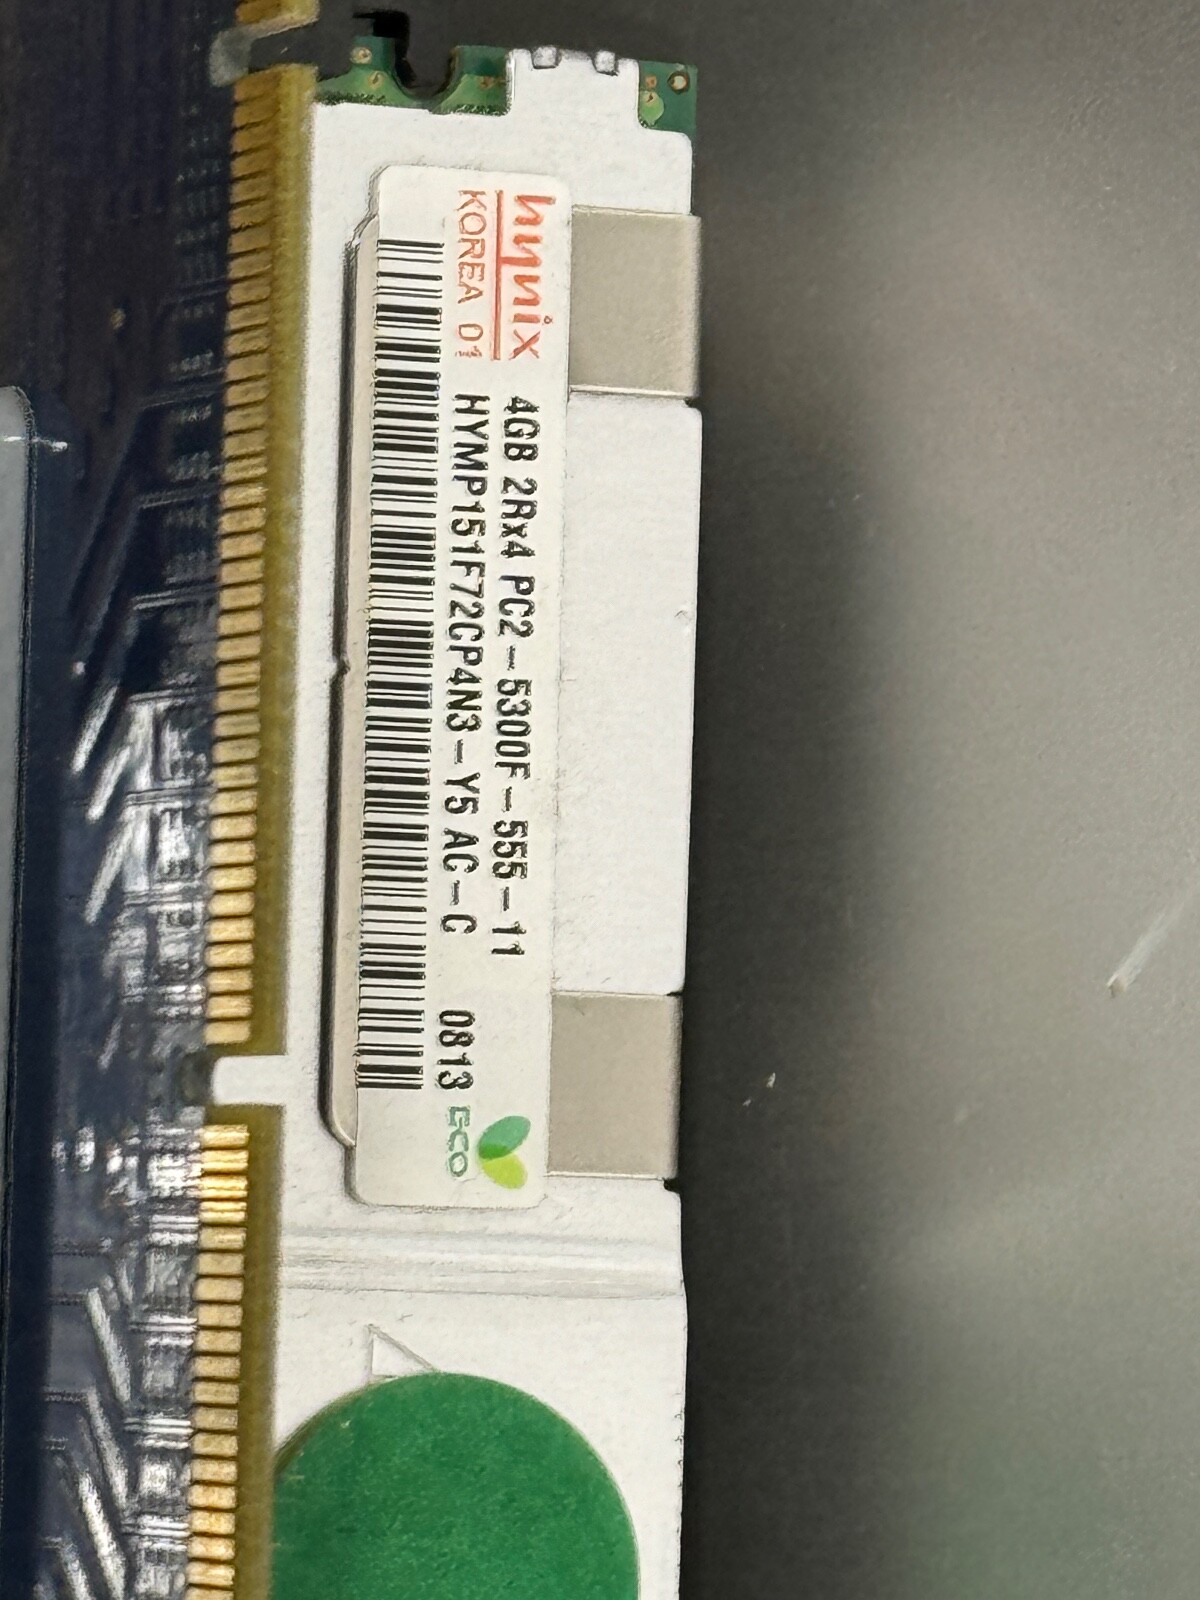 hynix
KOREA 01
4GB 2Rx4 PC2-5300F-555-11
HYMP151F72CP4N3-Y5 AC-C 0813
ECO